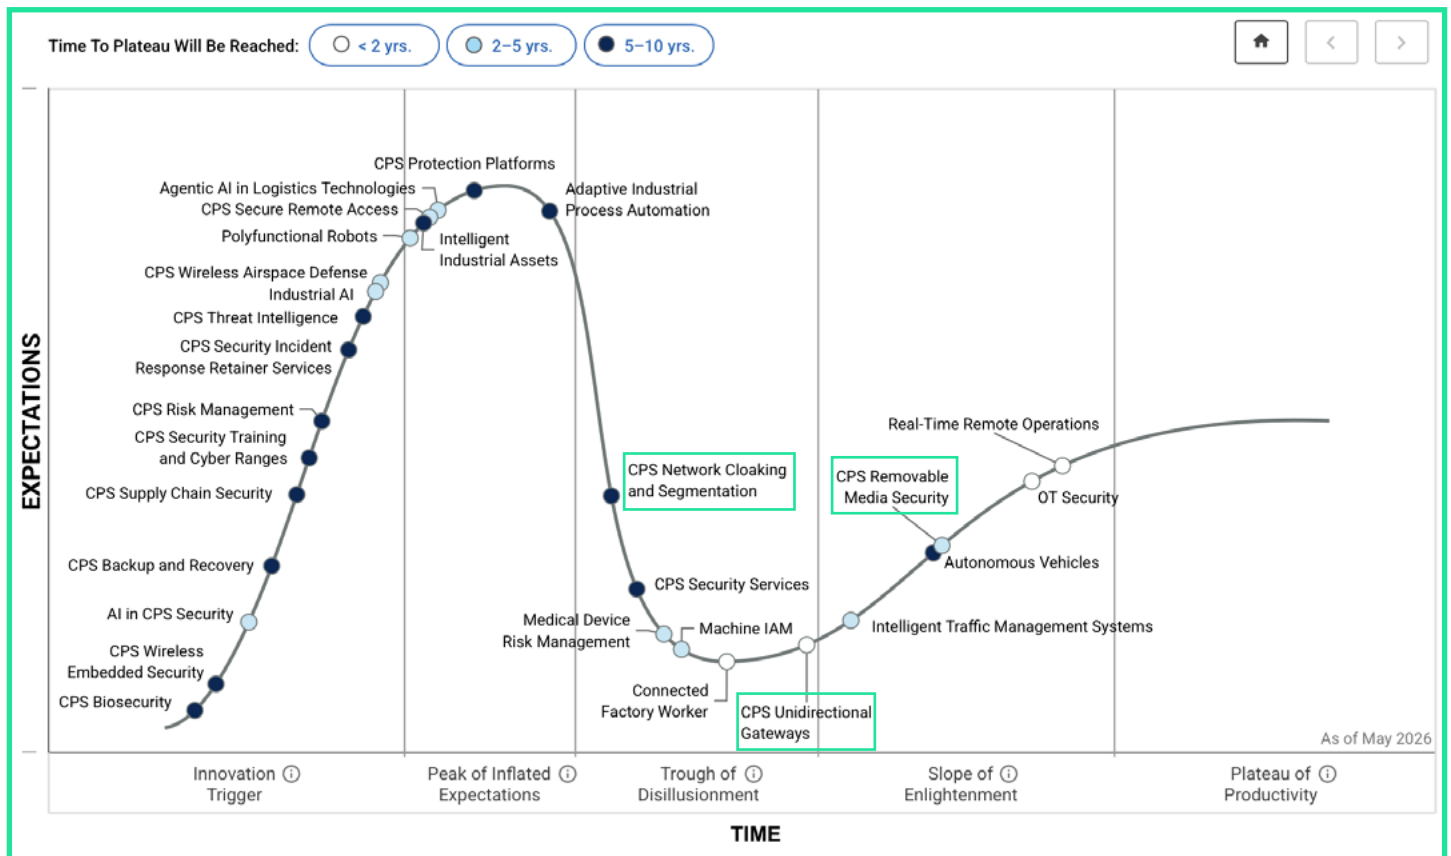 Time To Plateau Will Be Reached:
< 2 yrs.
2–5 yrs.
5–10 yrs.
EXPECTATIONS
CPS Protection Platforms
Agentic AI in Logistics Technologies
CPS Secure Remote Access
Polyfunctional Robots
Adaptive Industrial
Process Automation
Intelligent
Industrial Assets
CPS Wireless Airspace Defense
Industrial AI
CPS Threat Intelligence
CPS Security Incident
Response Retainer Services
CPS Risk Management
CPS Security Training
and Cyber Ranges
CPS Supply Chain Security
CPS Backup and Recovery
AI in CPS Security
CPS Wireless
Embedded Security
CPS Biosecurity
CPS Network Cloaking
and Segmentation
CPS Security Services
Medical Device
Risk Management
Machine IAM
Connected
Factory Worker
CPS Unidirectional
Gateways
Real-Time Remote Operations
CPS Removable
Media Security
OT Security
Autonomous Vehicles
Intelligent Traffic Management Systems
As of May 2026
Innovation
Trigger
Peak of Inflated
Expectations
Trough of
Disillusionment
Slope of
Enlightenment
Plateau of
Productivity
TIME